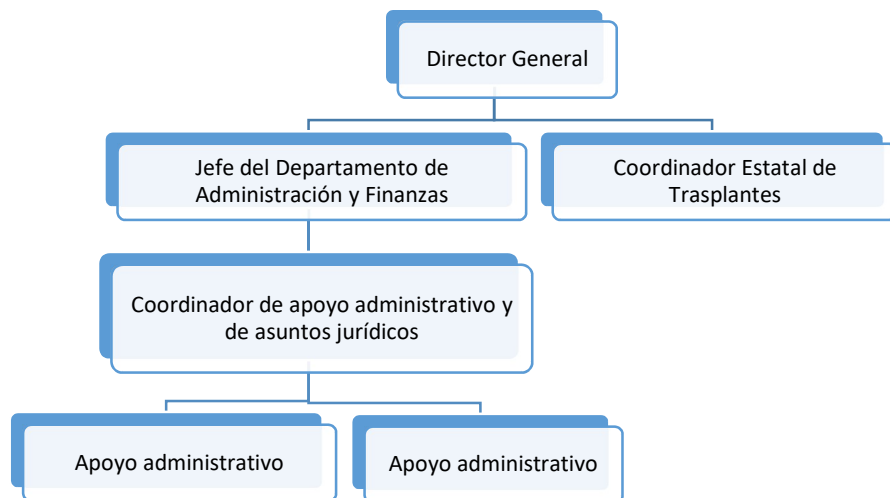 Director General
Jefe del Departamento de
Administración y Finanzas
Coordinador Estatal de
Trasplantes
Coordinador de apoyo administrativo y
de asuntos jurídicos
Apoyo administrativo
Apoyo administrativo